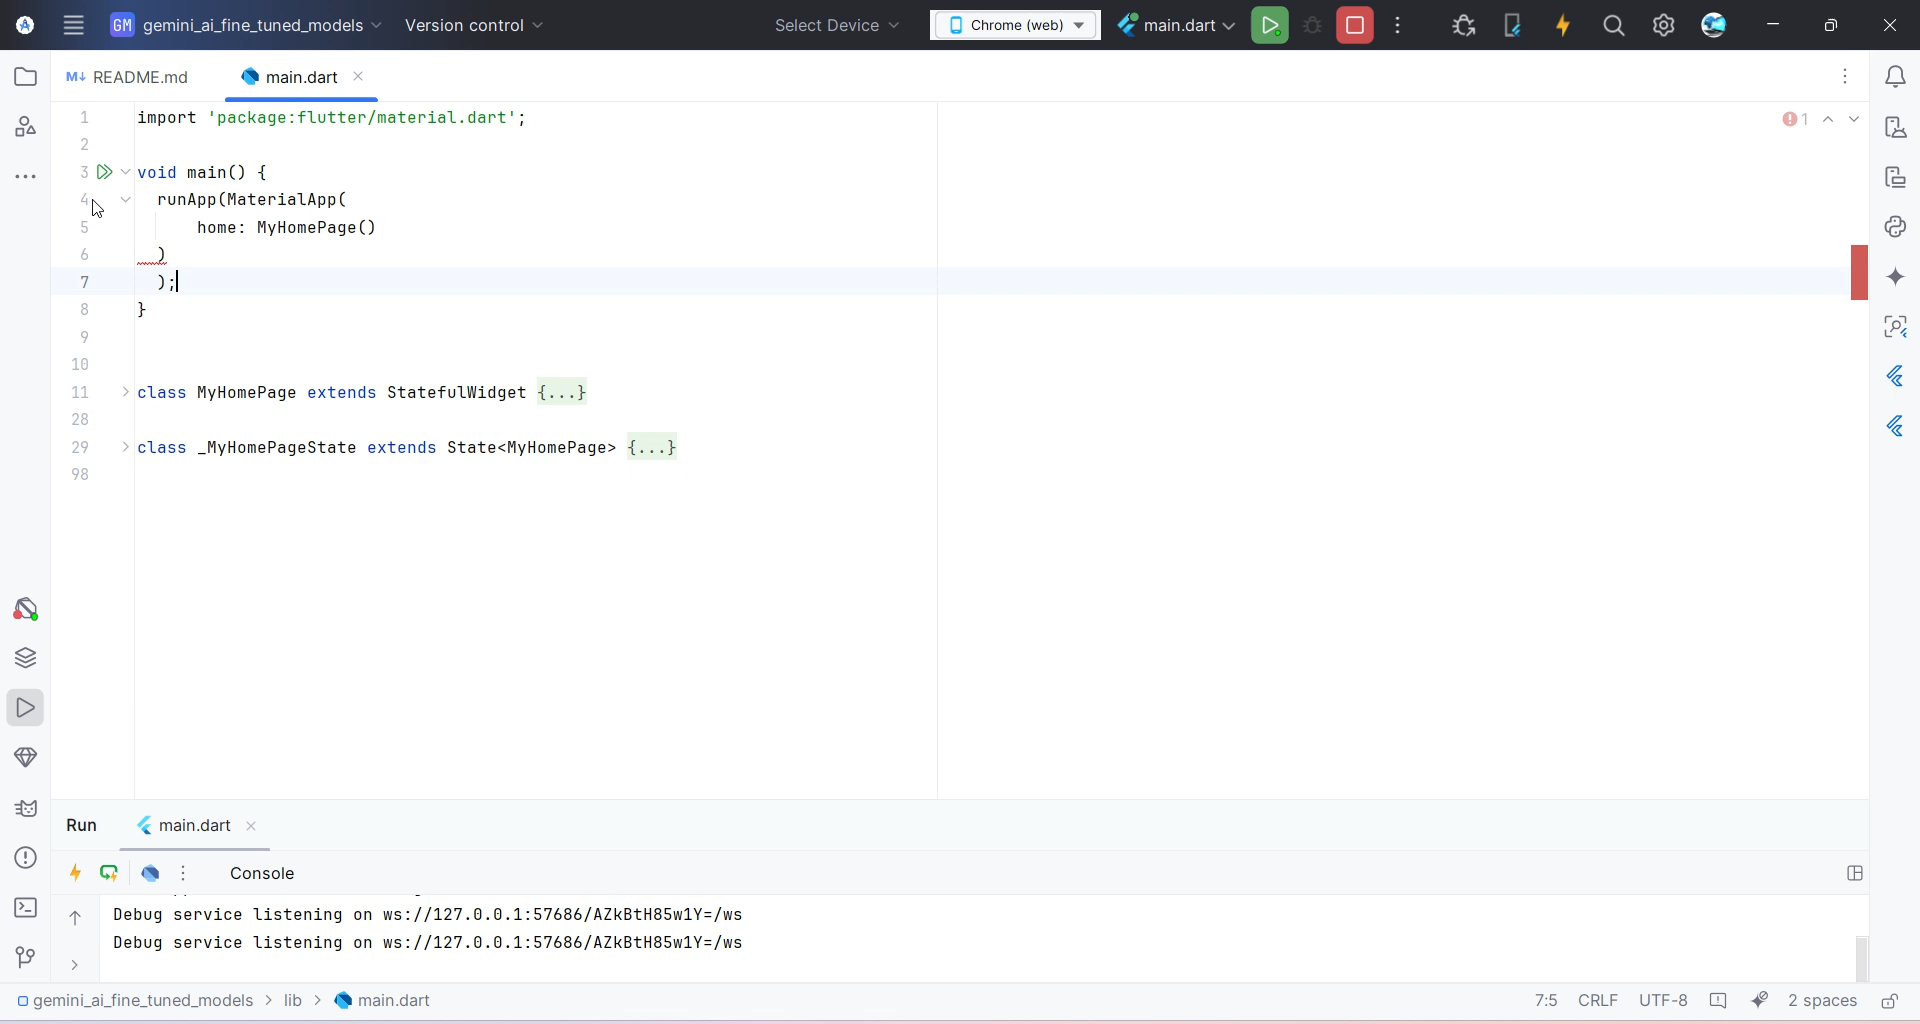 GM gemini_ai_fine_tuned_models Version control Select Device Chrome (web) main.dart
M↓ README.md main.dart
1 import 'package:flutter/material.dart';
2
3 void main() {
4 runApp(MaterialApp(
5 home: MyHomePage()
6 )
7 );
8 }
9
10
11 class MyHomePage extends StatefulWidget {...}
28
29 class _MyHomePageState extends State<MyHomePage> {...}
98
1
Run main.dart
Console
Debug service listening on ws://127.0.0.1:57686/AZkBtH85w1Y=/ws
Debug service listening on ws://127.0.0.1:57686/AZkBtH85w1Y=/ws
gemini_ai_fine_tuned_models > lib > main.dart 7:5 CRLF UTF-8 2 spaces